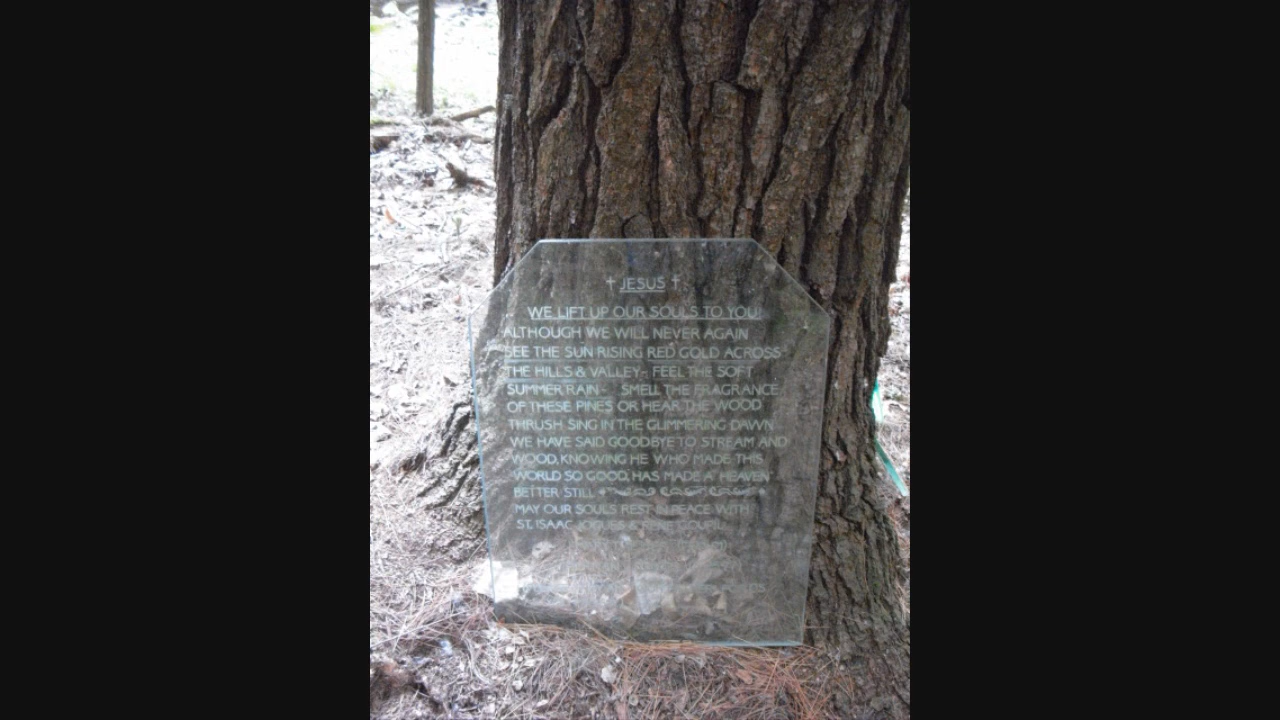 † JESUS †
WE LIFT UP OUR SOULS TO YOU!
ALTHOUGH WE WILL NEVER AGAIN
SEE THE SUN RISING RED GOLD ACROSS
THE HILLS & VALLEY - FEEL THE SOFT
SUMMER RAIN - SMELL THE FRAGRANCE
OF THESE PINES OR HEAR THE WOOD
THRUSH SING IN THE GLIMMERING DAWN
WE HAVE SAID GOODBYE TO STREAM AND
WOOD, KNOWING HE WHO MADE THIS
WORLD SO GOOD, HAS MADE A HEAVEN
BETTER STILL
MAY OUR SOULS REST IN PEACE WITH
ST. ISAAC JOGUES & RENE GOUPIL